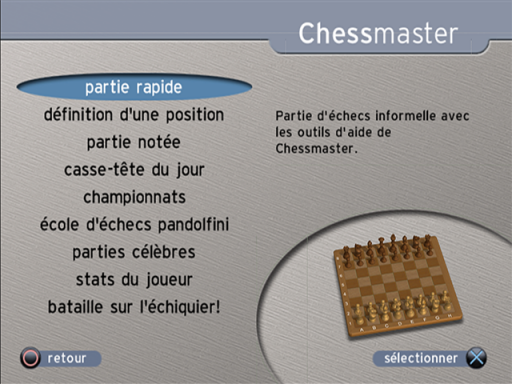 Chessmaster
partie rapide
définition d'une position
partie notée
casse-tête du jour
championnats
école d'échecs pandolfini
parties célèbres
stats du joueur
bataille sur l'échiquier!
Partie d'échecs informelle avec
les outils d'aide de
Chessmaster.
retour
sélectionner